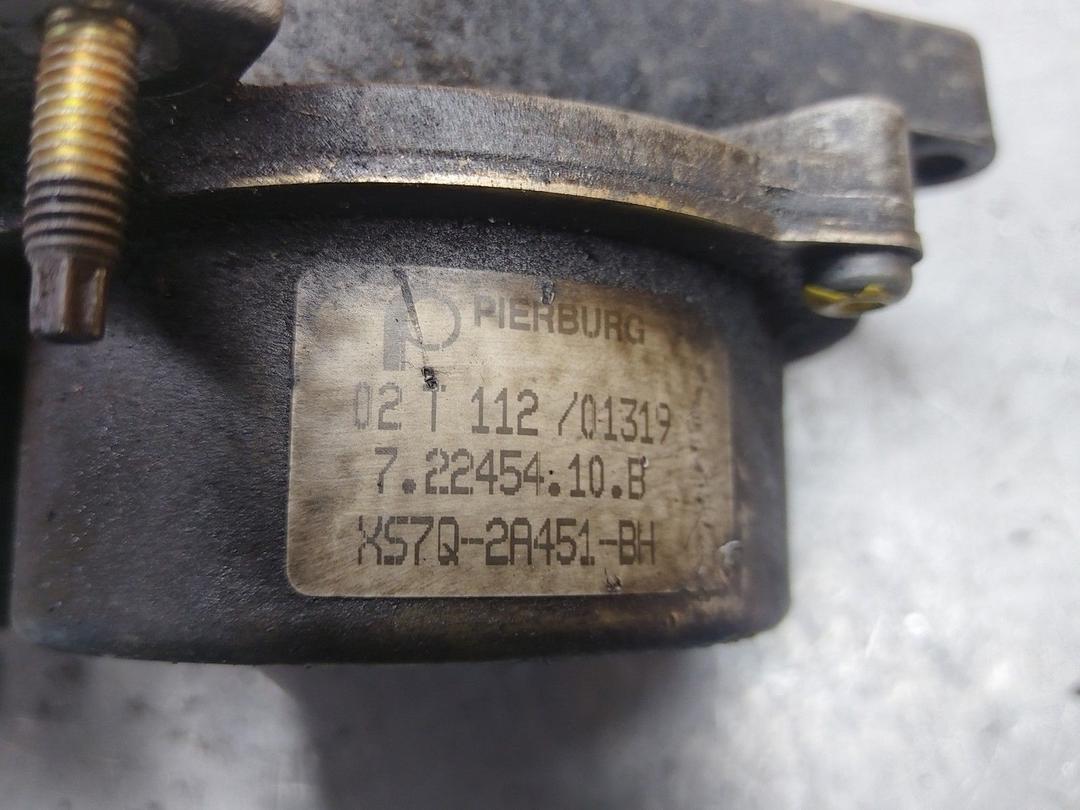 PIERBURG
02 T 112 /01319
7.22454.10.B
XS7Q-2A451-BH